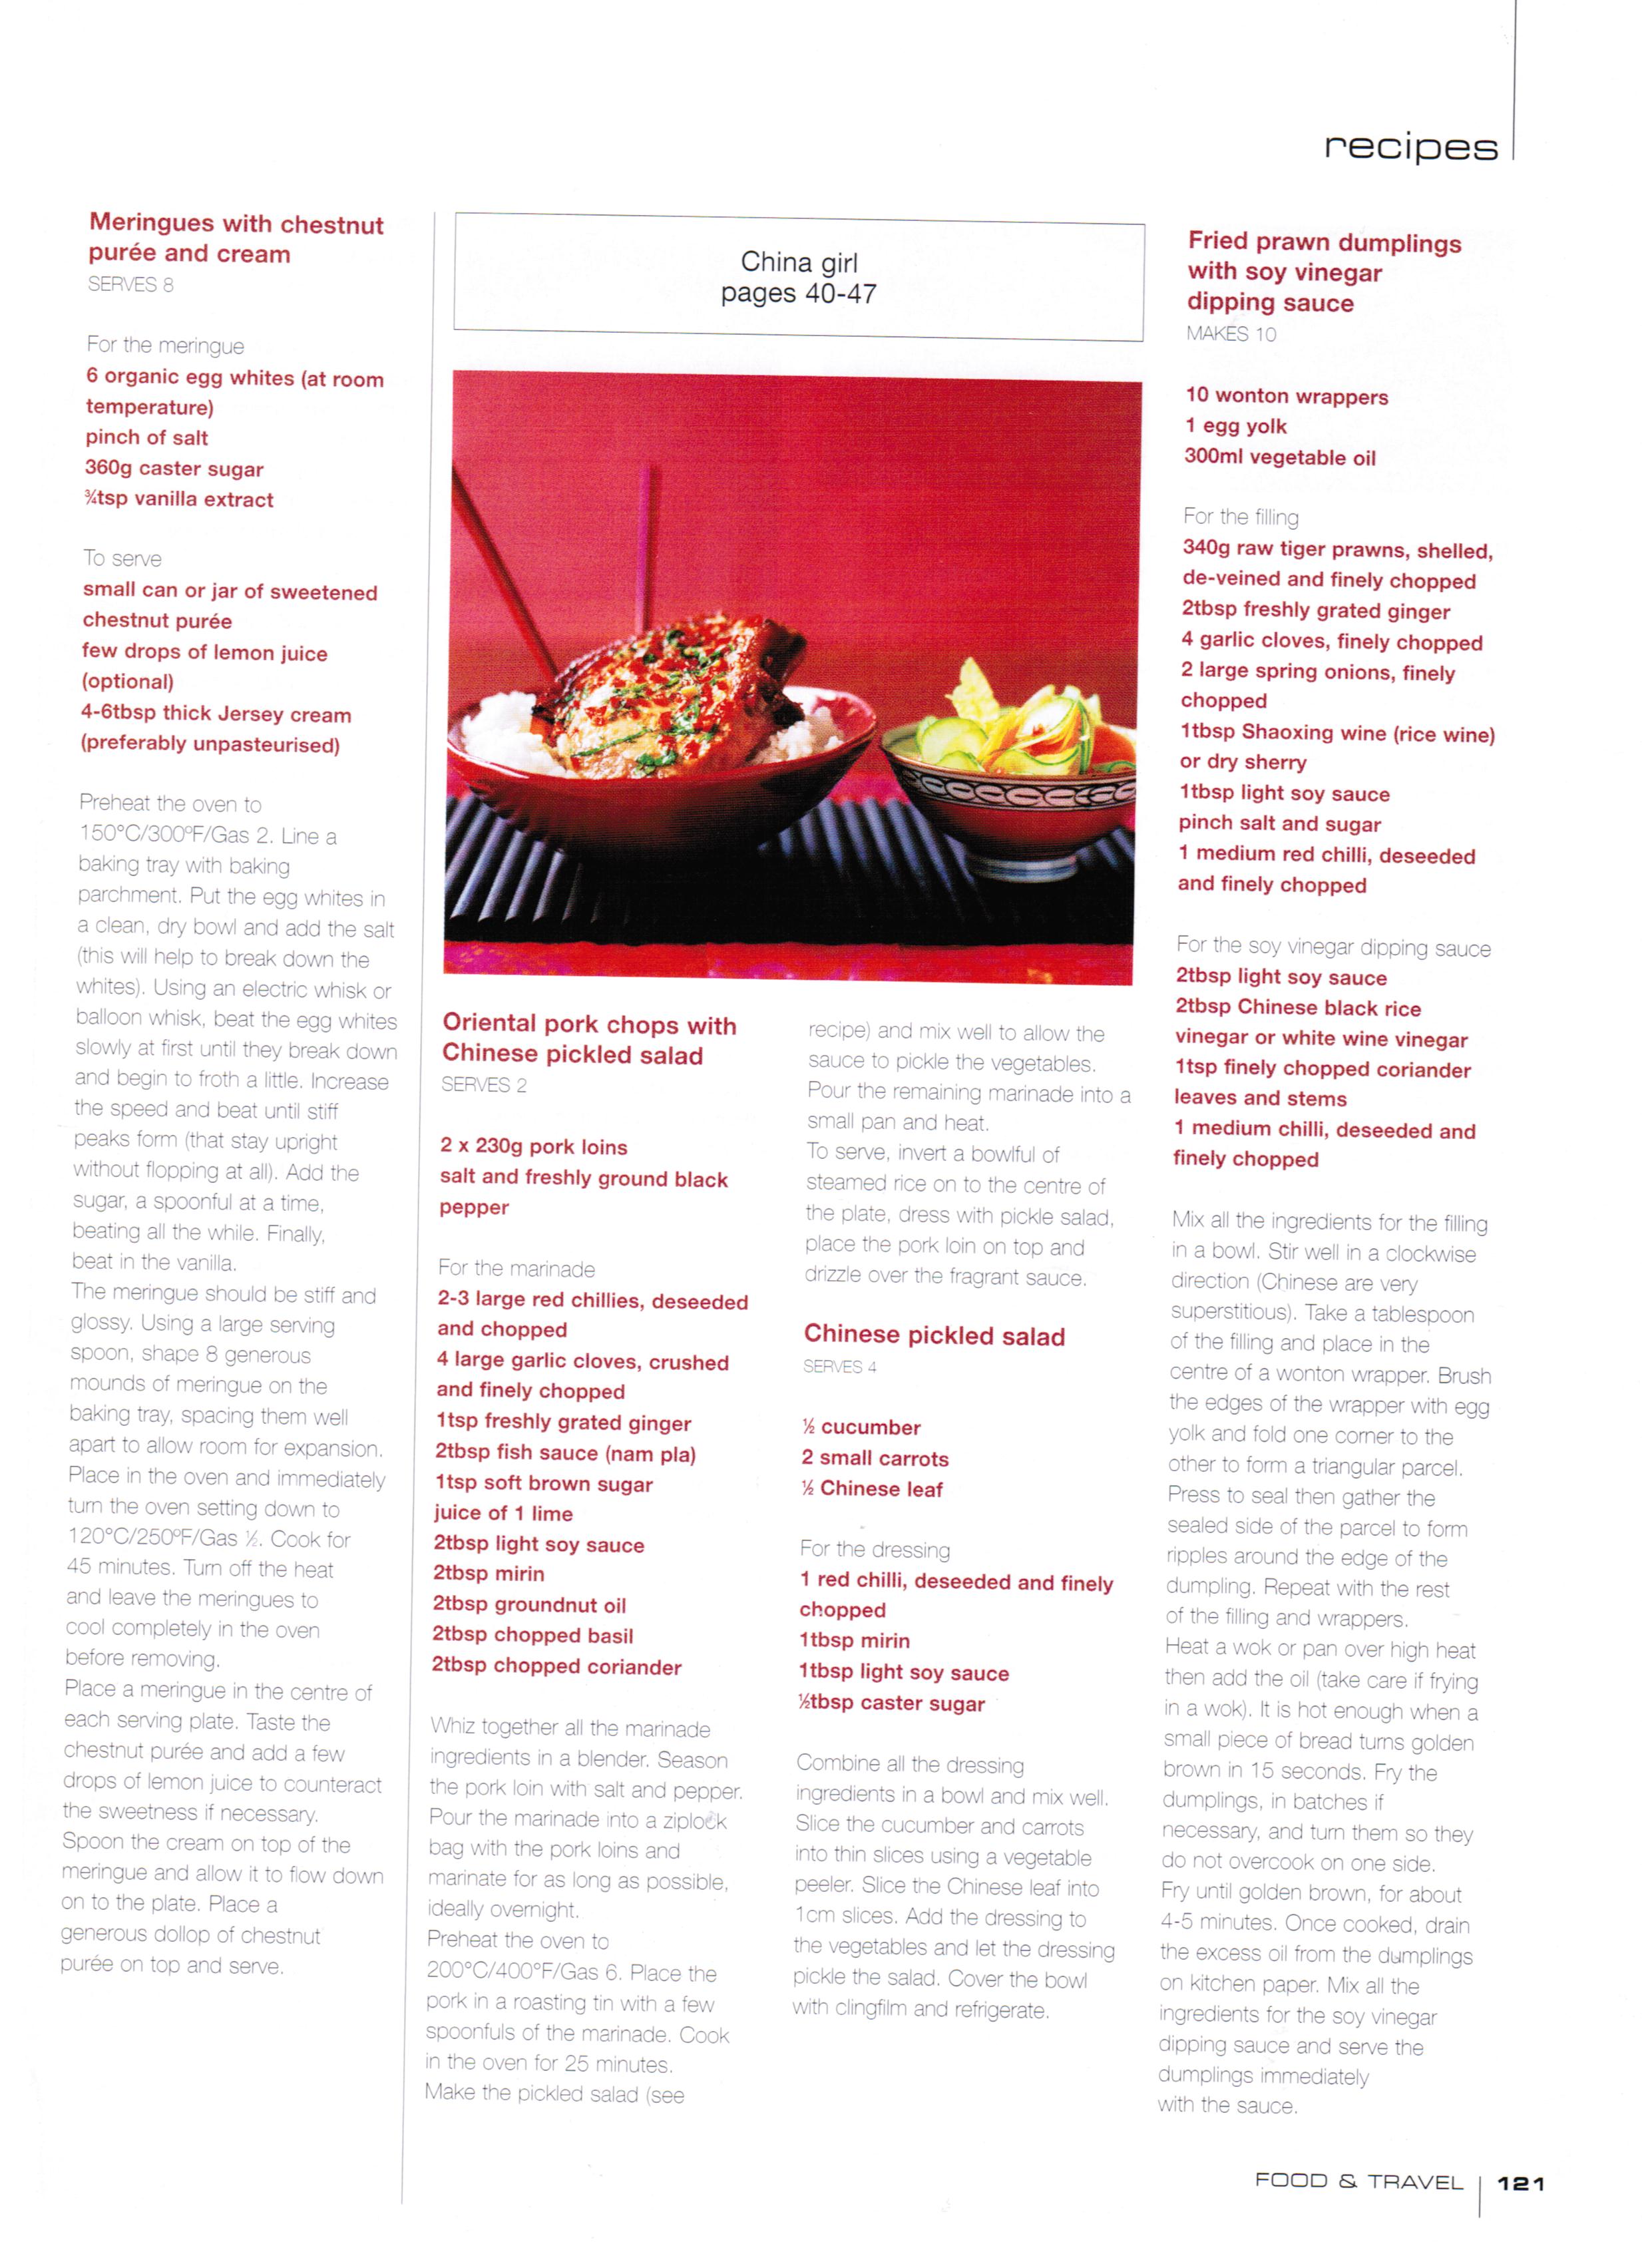 recipes
Meringues with chestnut
purée and cream
SERVES 8
For the meringue
6 organic egg whites (at room
temperature)
pinch of salt
360g caster sugar
¾tsp vanilla extract
To serve
small can or jar of sweetened
chestnut purée
few drops of lemon juice
(optional)
4-6tbsp thick Jersey cream
(preferably unpasteurised)
Preheat the oven to
150°C/300ºF/Gas 2. Line a
baking tray with baking
parchment. Put the egg whites in
a clean, dry bowl and add the salt
(this will help to break down the
whites). Using an electric whisk or
balloon whisk, beat the egg whites
slowly at first until they break down
and begin to froth a little. Increase
the speed and beat until stiff
peaks form (that stay upright
without flopping at all). Add the
sugar, a spoonful at a time,
beating all the while. Finally,
beat in the vanilla.
The meringue should be stiff and
glossy. Using a large serving
spoon, shape 8 generous
mounds of meringue on the
baking tray, spacing them well
apart to allow room for expansion.
Place in the oven and immediately
turn the oven setting down to
120°C/250ºF/Gas ½. Cook for
45 minutes. Turn off the heat
and leave the meringues to
cool completely in the oven
before removing.
Place a meringue in the centre of
each serving plate. Taste the
chestnut purée and add a few
drops of lemon juice to counteract
the sweetness if necessary.
Spoon the cream on top of the
meringue and allow it to flow down
on to the plate. Place a
generous dollop of chestnut
purée on top and serve.
China girl
pages 40-47
Oriental pork chops with
Chinese pickled salad
SERVES 2
2 x 230g pork loins
salt and freshly ground black
pepper
For the marinade
2-3 large red chillies, deseeded
and chopped
4 large garlic cloves, crushed
and finely chopped
1tsp freshly grated ginger
2tbsp fish sauce (nam pla)
1tsp soft brown sugar
juice of 1 lime
2tbsp light soy sauce
2tbsp mirin
2tbsp groundnut oil
2tbsp chopped basil
2tbsp chopped coriander
Whiz together all the marinade
ingredients in a blender. Season
the pork loin with salt and pepper.
Pour the marinade into a ziplock
bag with the pork loins and
marinate for as long as possible,
ideally overnight.
Preheat the oven to
200°C/400°F/Gas 6. Place the
pork in a roasting tin with a few
spoonfuls of the marinade. Cook
in the oven for 25 minutes.
Make the pickled salad (see
recipe) and mix well to allow the
sauce to pickle the vegetables.
Pour the remaining marinade into a
small pan and heat.
To serve, invert a bowlful of
steamed rice on to the centre of
the plate, dress with pickle salad,
place the pork loin on top and
drizzle over the fragrant sauce.
Chinese pickled salad
SERVES 4
½ cucumber
2 small carrots
½ Chinese leaf
For the dressing
1 red chilli, deseeded and finely
chopped
1tbsp mirin
1tbsp light soy sauce
½tbsp caster sugar
Combine all the dressing
ingredients in a bowl and mix well.
Slice the cucumber and carrots
into thin slices using a vegetable
peeler. Slice the Chinese leaf into
1cm slices. Add the dressing to
the vegetables and let the dressing
pickle the salad. Cover the bowl
with clingfilm and refrigerate.
Fried prawn dumplings
with soy vinegar
dipping sauce
MAKES 10
10 wonton wrappers
1 egg yolk
300ml vegetable oil
For the filling
340g raw tiger prawns, shelled,
de-veined and finely chopped
2tbsp freshly grated ginger
4 garlic cloves, finely chopped
2 large spring onions, finely
chopped
1tbsp Shaoxing wine (rice wine)
or dry sherry
1tbsp light soy sauce
pinch salt and sugar
1 medium red chilli, deseeded
and finely chopped
For the soy vinegar dipping sauce
2tbsp light soy sauce
2tbsp Chinese black rice
vinegar or white wine vinegar
1tsp finely chopped coriander
leaves and stems
1 medium chilli, deseeded and
finely chopped
Mix all the ingredients for the filling
in a bowl. Stir well in a clockwise
direction (Chinese are very
superstitious). Take a tablespoon
of the filling and place in the
centre of a wonton wrapper. Brush
the edges of the wrapper with egg
yolk and fold one corner to the
other to form a triangular parcel.
Press to seal then gather the
sealed side of the parcel to form
ripples around the edge of the
dumpling. Repeat with the rest
of the filling and wrappers.
Heat a wok or pan over high heat
then add the oil (take care if frying
in a wok). It is hot enough when a
small piece of bread turns golden
brown in 15 seconds. Fry the
dumplings, in batches if
necessary, and turn them so they
do not overcook on one side.
Fry until golden brown, for about
4-5 minutes. Once cooked, drain
the excess oil from the dumplings
on kitchen paper. Mix all the
ingredients for the soy vinegar
dipping sauce and serve the
dumplings immediately
with the sauce.
FOOD & TRAVEL 121